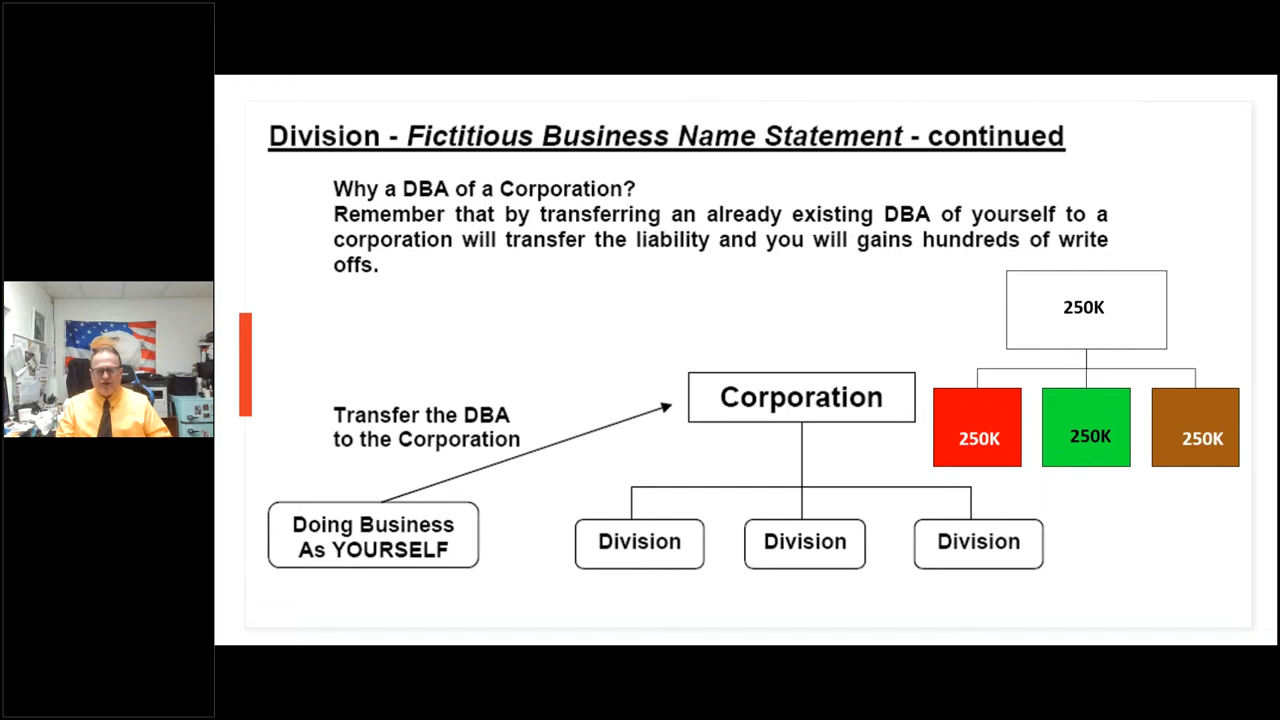 Division - Fictitious Business Name Statement - continued
Why a DBA of a Corporation?
Remember that by transferring an already existing DBA of yourself to a
corporation will transfer the liability and you will gains hundreds of write
offs.
250K
Corporation
250K
250K
250K
Transfer the DBA
to the Corporation
Doing Business
As YOURSELF
Division
Division
Division